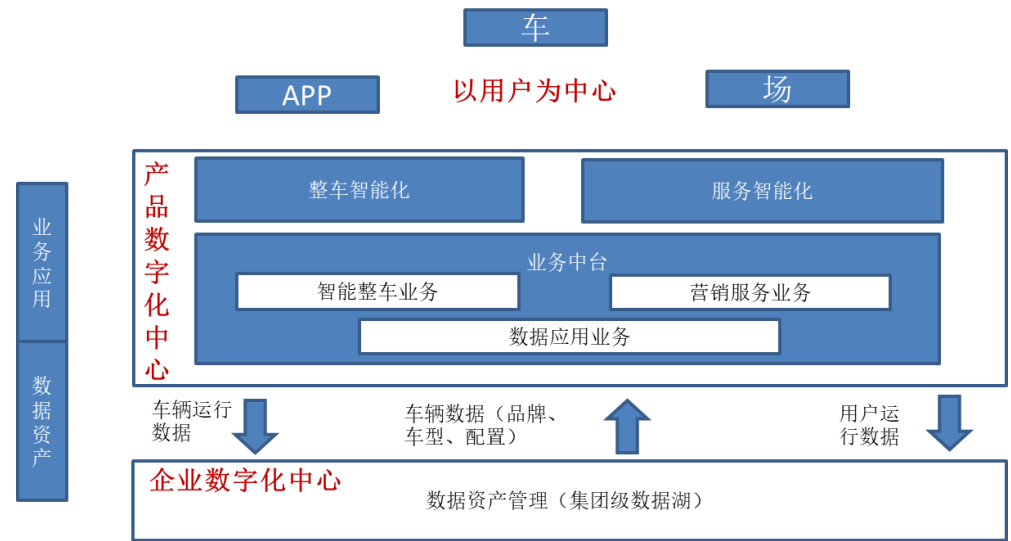 车
APP
以用户为中心
场
业务应用
数据资产
产品数字化中心
整车智能化
服务智能化
业务中台
智能整车业务
营销服务业务
数据应用业务
车辆运行
数据
车辆数据（品牌、
车型、配置）
用户运
行数据
企业数字化中心
数据资产管理（集团级数据湖）